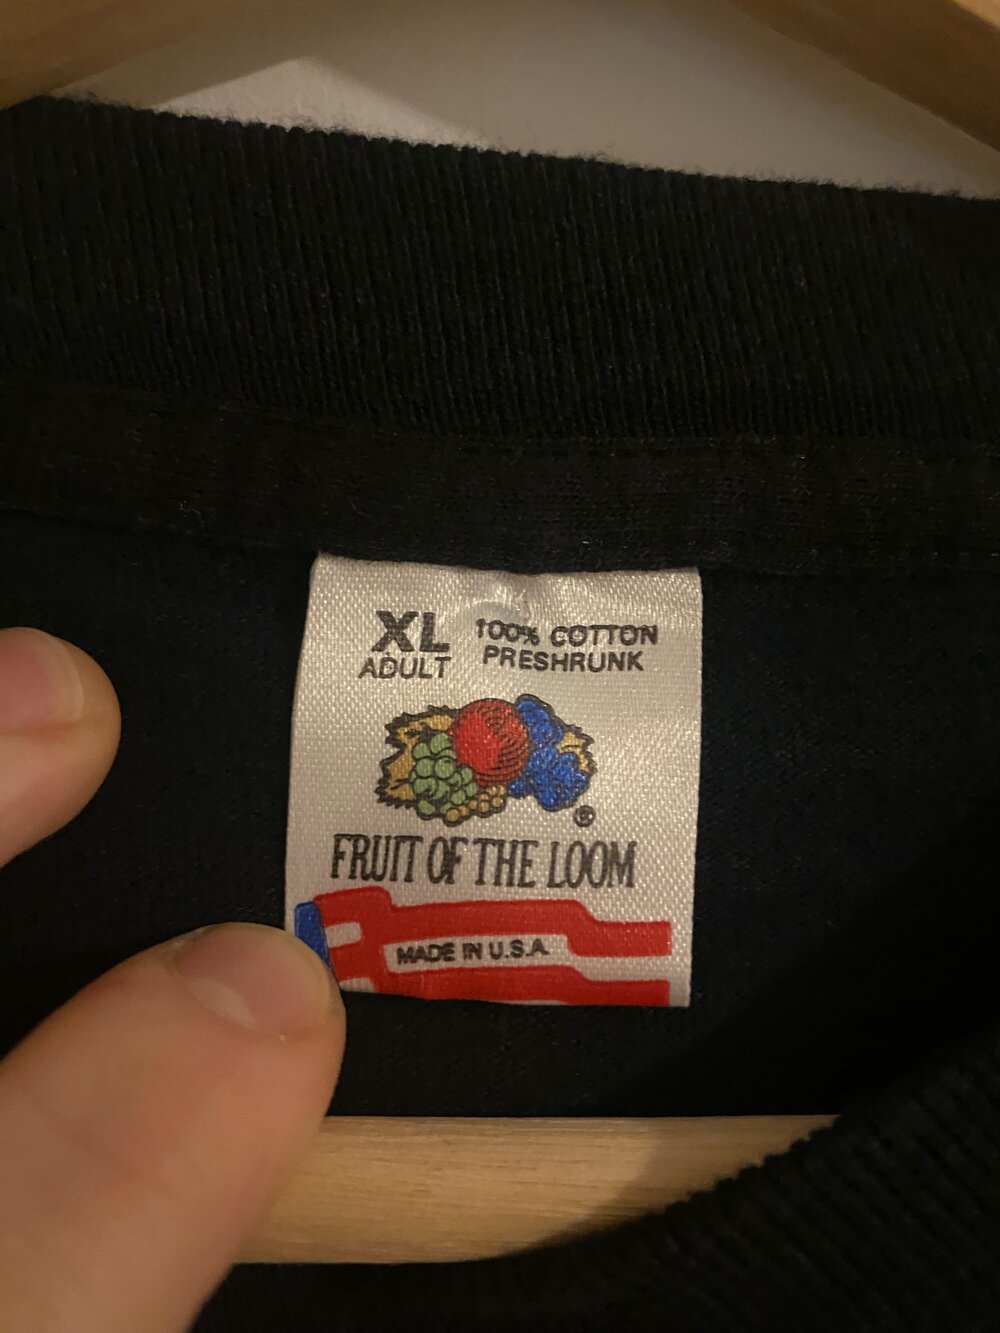 XL 100% COTTON
ADULT PRESHRUNK
®
FRUIT OF THE LOOM
MADE IN U.S.A.